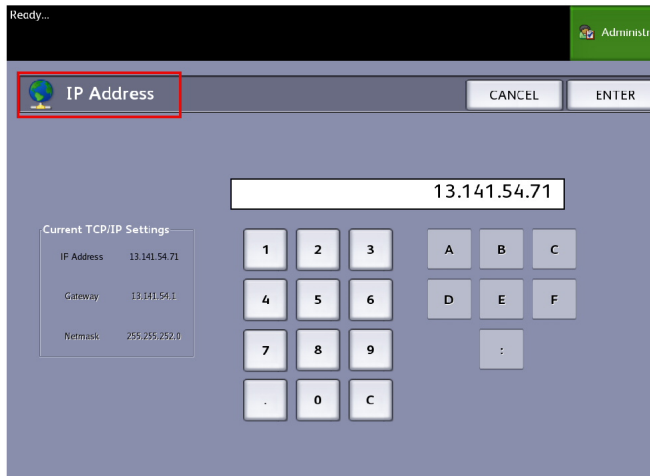 Ready...
Administr
IP Address
CANCEL
ENTER
13.141.54.71
Current TCP/IP Settings
IP Address 13.141.54.71
Gateway 13.141.54.1
Netmask 255.255.252.0
1 2 3 A B C
4 5 6 D E F
7 8 9 :
. 0 C